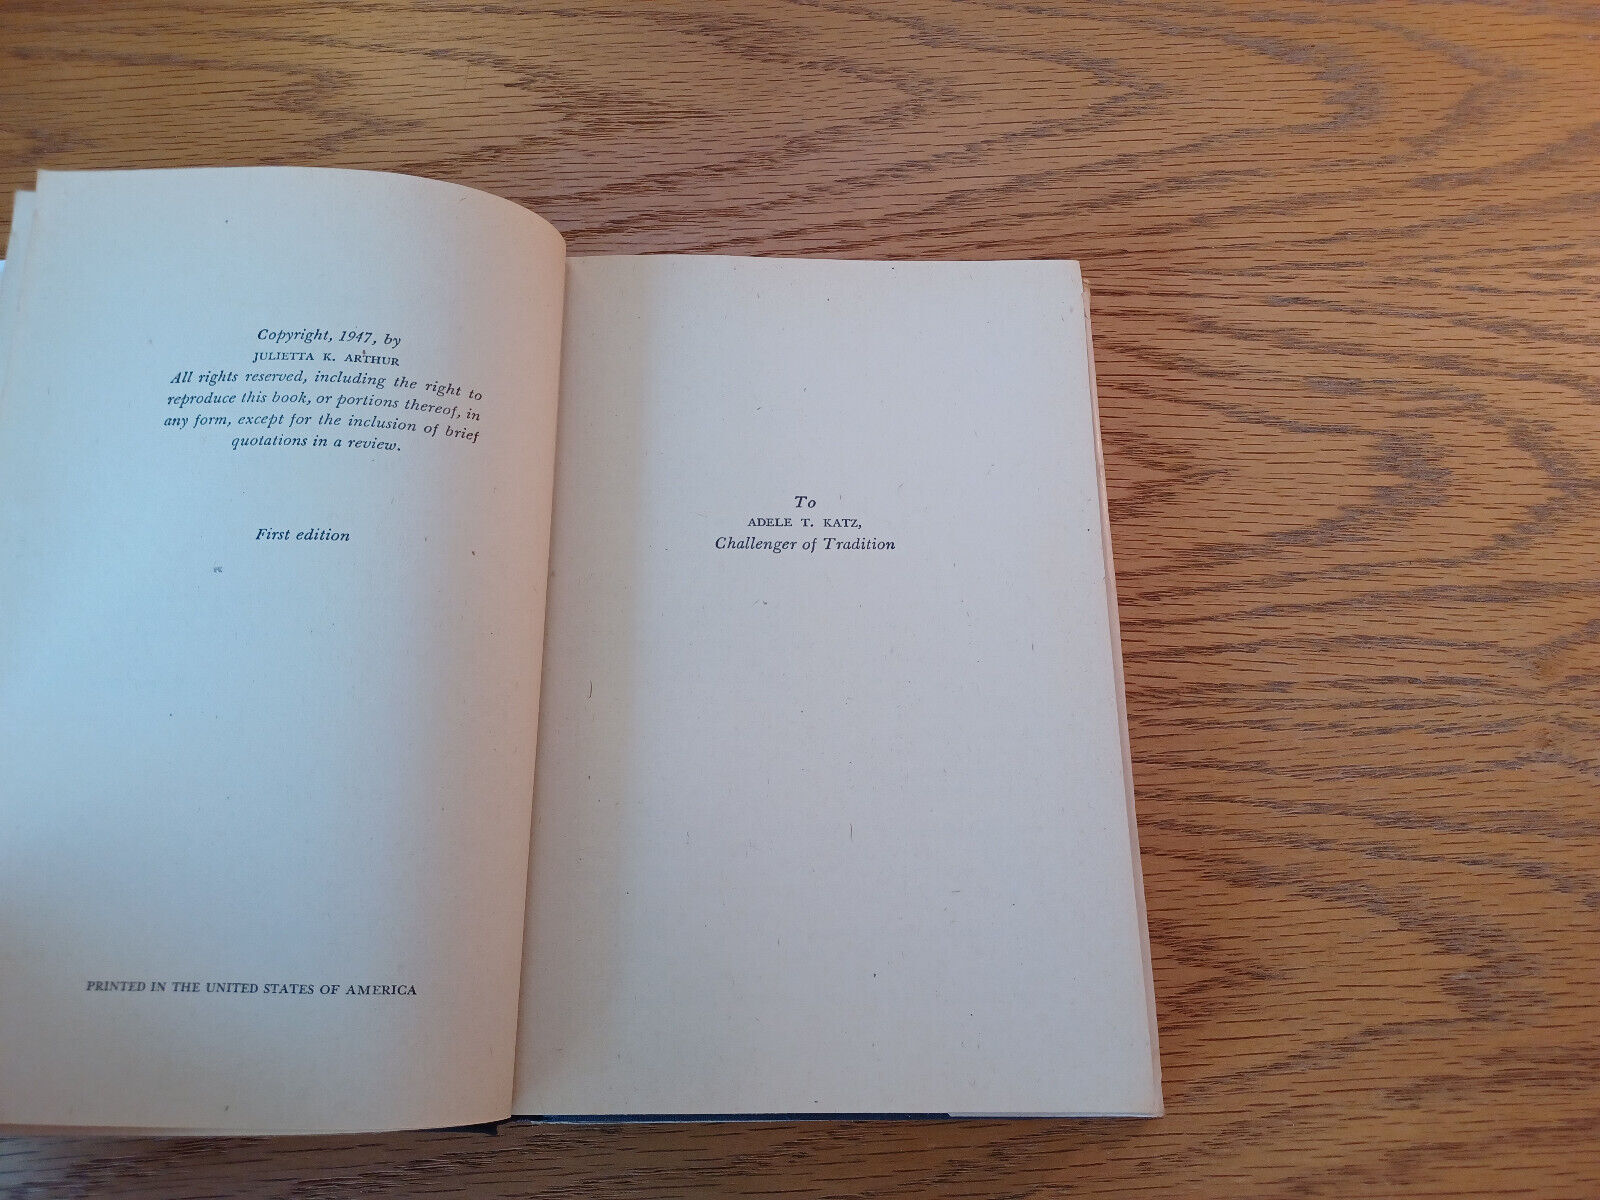 Copyright, 1947, by
JULIETTA K. ARTHUR
All rights reserved, including the right to
reproduce this book, or portions thereof, in
any form, except for the inclusion of brief
quotations in a review.
First edition
PRINTED IN THE UNITED STATES OF AMERICA
To
ADELE T. KATZ,
Challenger of Tradition